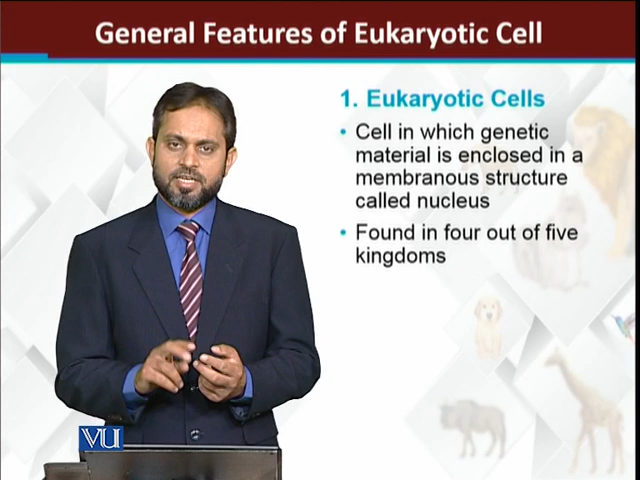 General Features of Eukaryotic Cell
1. Eukaryotic Cells
• Cell in which genetic
material is enclosed in a
membranous structure
called nucleus
• Found in four out of five
kingdoms
VU